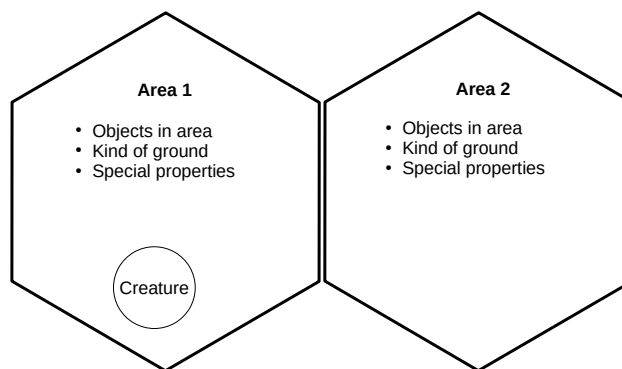 Area 1
• Objects in area
• Kind of ground
• Special properties
Creature
Area 2
• Objects in area
• Kind of ground
• Special properties